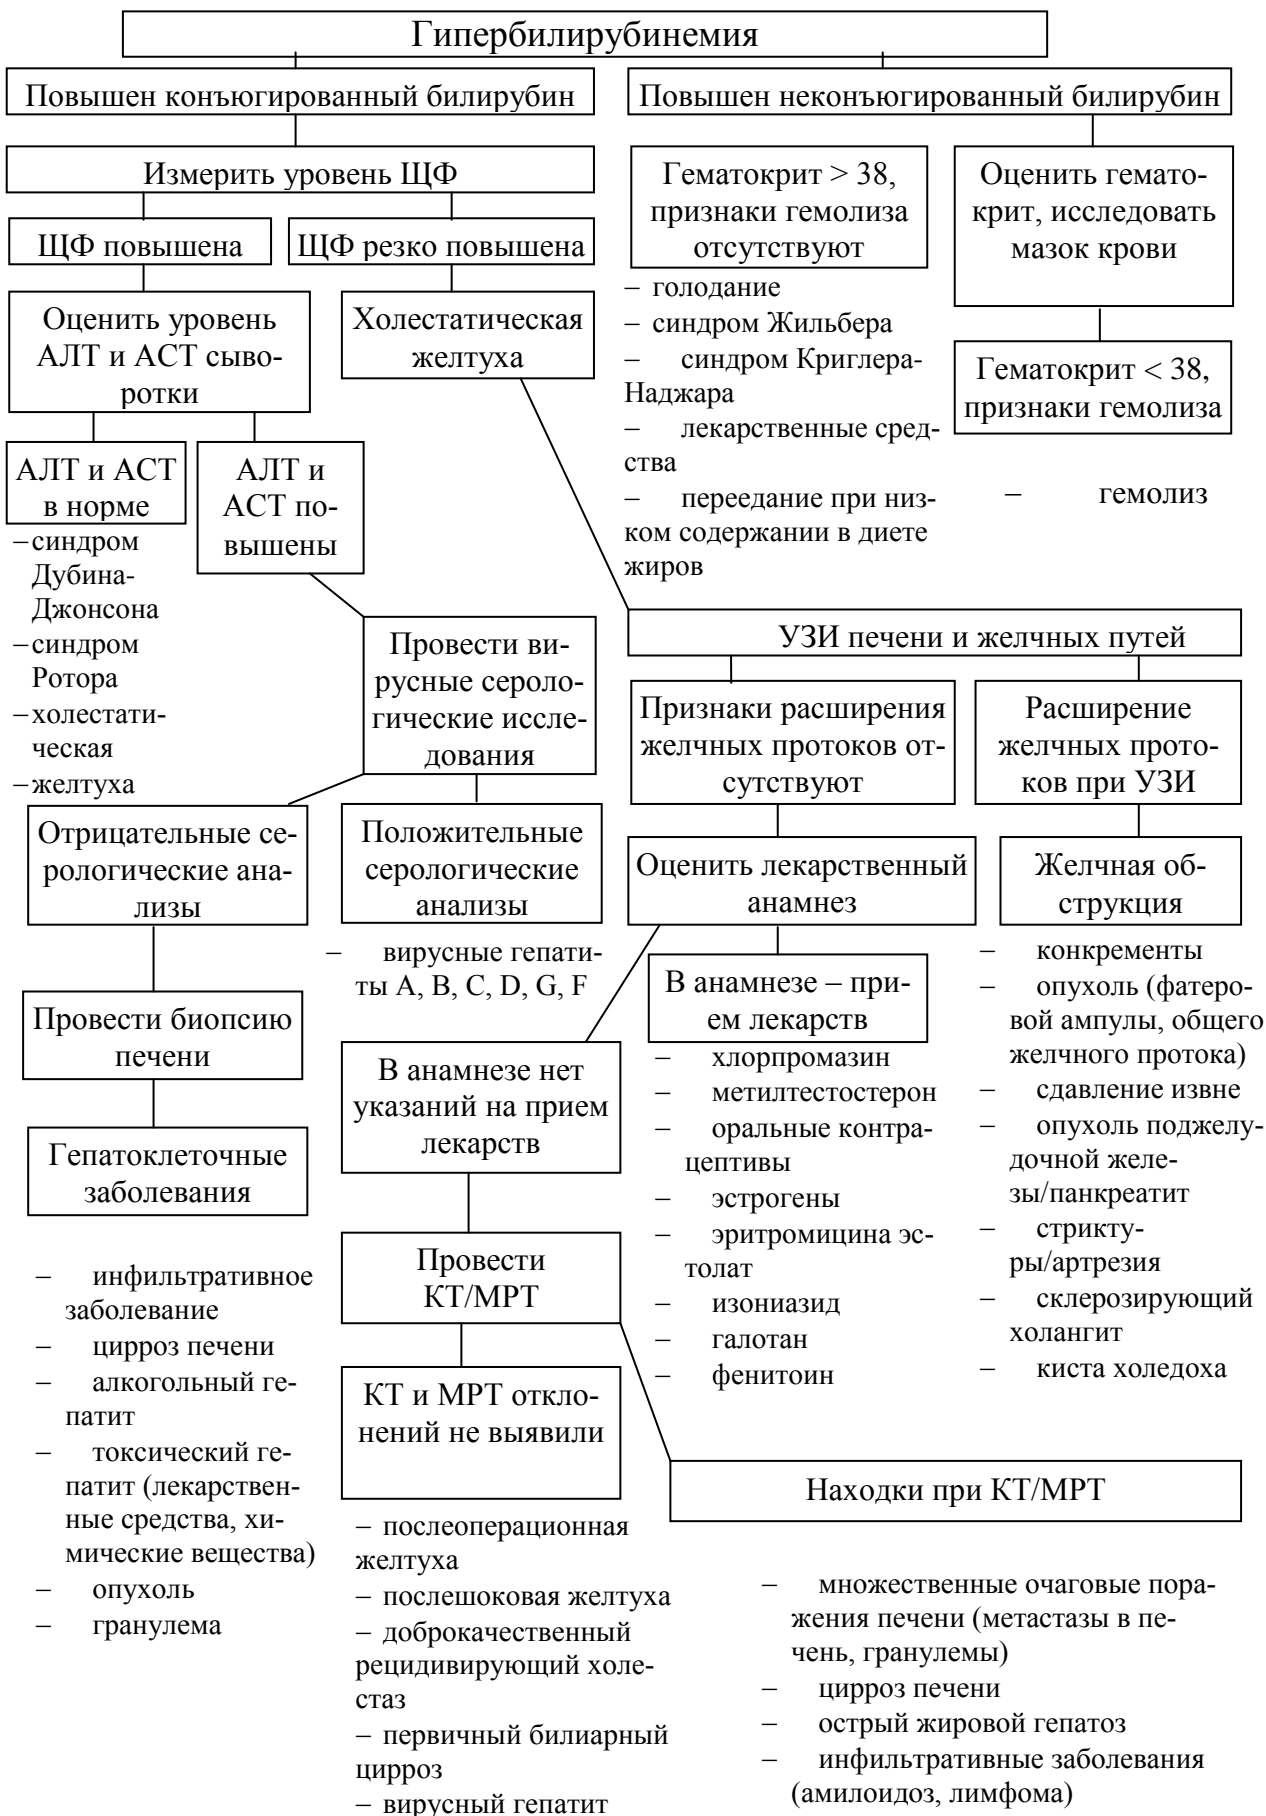 Гипербилирубинемия
Повышен конъюгированный билирубин
Повышен неконъюгированный билирубин
Измерить уровень ЩФ
ЩФ повышена
ЩФ резко повышена
Оценить уровень
АЛТ и АСТ сыво-
ротки
Холестатическая
желтуха
АЛТ и АСТ
в норме
– синдром
Дубина-
Джонсона
– синдром
Ротора
– холестати-
ческая
– желтуха
АЛТ и
АСТ по-
вышены
Гематокрит > 38,
признаки гемолиза
отсутствуют
– голодание
– синдром Жильбера
– синдром Криглера-
Наджара
– лекарственные сред-
ства
– переедание при низ-
ком содержании в диете
жиров
Оценить гемато-
крит, исследовать
мазок крови
Гематокрит < 38,
признаки гемолиза
– гемолиз
Провести ви-
русные сероло-
гические иссле-
дования
УЗИ печени и желчных путей
Признаки расширения
желчных протоков от-
сутствуют
Расширение
желчных прото-
ков при УЗИ
Отрицательные се-
рологические ана-
лизы
Положительные
серологические
анализы
– вирусные гепати-
ты A, B, C, D, G, F
Оценить лекарственный
анамнез
Желчная об-
струкция
– конкременты
– опухоль (фатеро-
вой ампулы, общего
желчного протока)
– сдавление извне
– опухоль поджелу-
дочной желе-
зы/панкреатит
– стрикту-
ры/артрезия
– склерозирующий
холангит
– киста холедоха
Провести биопсию
печени
Гепатоклеточные
заболевания
– инфильтративное
заболевание
– цирроз печени
– алкогольный ге-
патит
– токсический ге-
патит (лекарствен-
ные средства, хи-
мические вещества)
– опухоль
– гранулема
В анамнезе нет
указаний на прием
лекарств
В анамнезе – при-
ем лекарств
– хлорпромазин
– метилтестостерон
– оральные контра-
цептивы
– эстрогены
– эритромицина эс-
толат
– изониазид
– галотан
– фенитоин
Провести
КТ/МРТ
КТ и МРТ откло-
нений не выявили
– послеоперационная
желтуха
– послешоковая желтуха
– доброкачественный
рецидивирующий холе-
стаз
– первичный билиарный
цирроз
– вирусный гепатит
Находки при КТ/МРТ
– множественные очаговые пора-
жения печени (метастазы в пе-
чень, гранулемы)
– цирроз печени
– острый жировой гепатоз
– инфильтративные заболевания
(амилоидоз, лимфома)